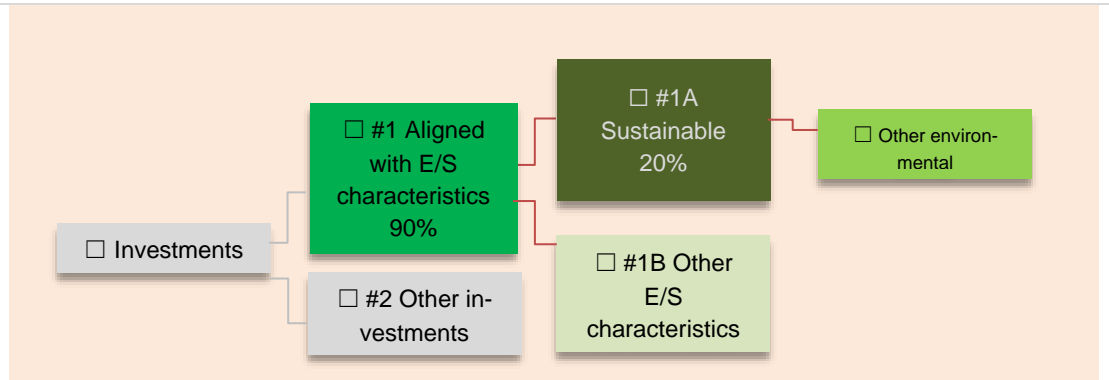 ☐ Investments
☐ #1 Aligned
with E/S
characteristics
90%
☐ #2 Other in-
vestments
☐ #1A
Sustainable
20%
☐ #1B Other
E/S
characteristics
☐ Other environ-
mental